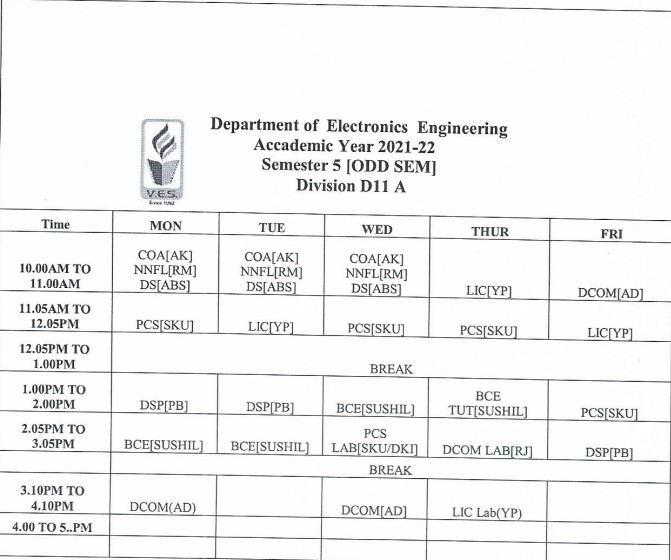 Department of Electronics Engineering
Accademic Year 2021-22
Semester 5 [ODD SEM]
Division D11 A
V.E.S.
Since 1962
Time MON TUE WED THUR FRI
10.00AM TO 11.00AM COA[AK] NNFL[RM] DS[ABS] COA[AK] NNFL[RM] DS[ABS] COA[AK] NNFL[RM] DS[ABS] LIC[YP] DCOM[AD]
11.05AM TO 12.05PM PCS[SKU] LIC[YP] PCS[SKU] PCS[SKU] LIC[YP]
12.05PM TO 1.00PM BREAK
1.00PM TO 2.00PM DSP[PB] DSP[PB] BCE[SUSHIL] BCE TUT[SUSHIL] PCS[SKU]
2.05PM TO 3.05PM BCE[SUSHIL] BCE[SUSHIL] PCS LAB[SKU/DKI] DCOM LAB[RJ] DSP[PB]
BREAK
3.10PM TO 4.10PM DCOM(AD) DCOM[AD] LIC Lab(YP)
4.00 TO 5..PM